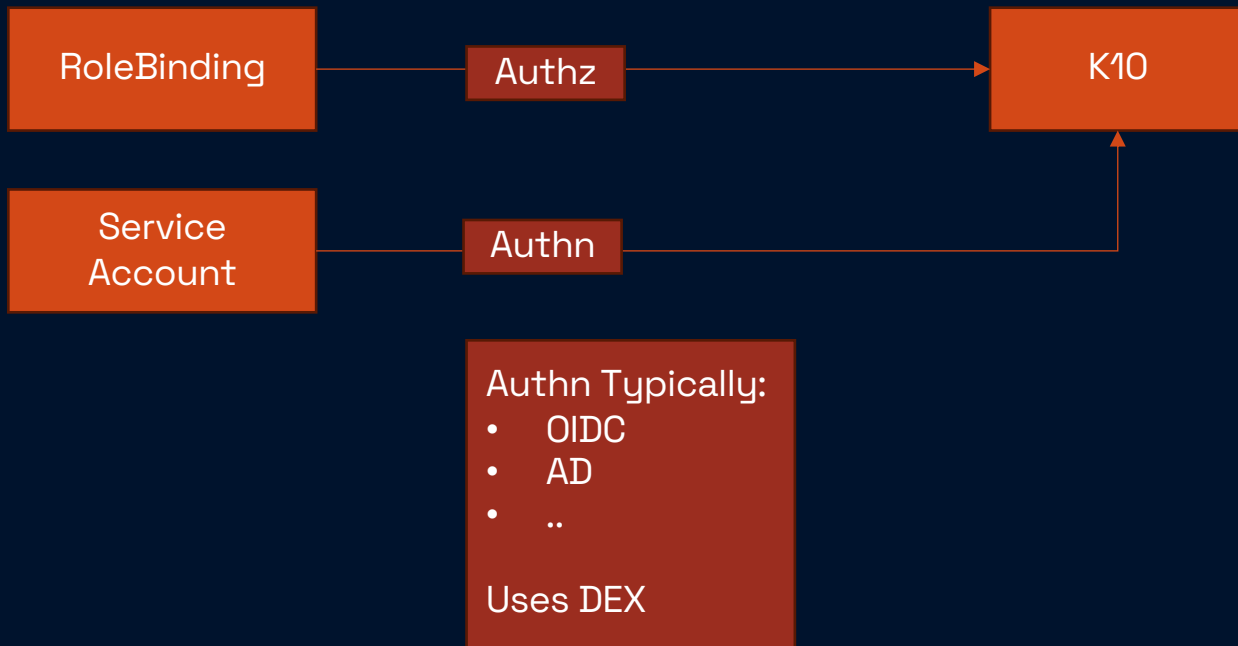 RoleBinding
Authz
K10
Service
Account
Authn
Authn Typically:
• OIDC
• AD
• ..
Uses DEX